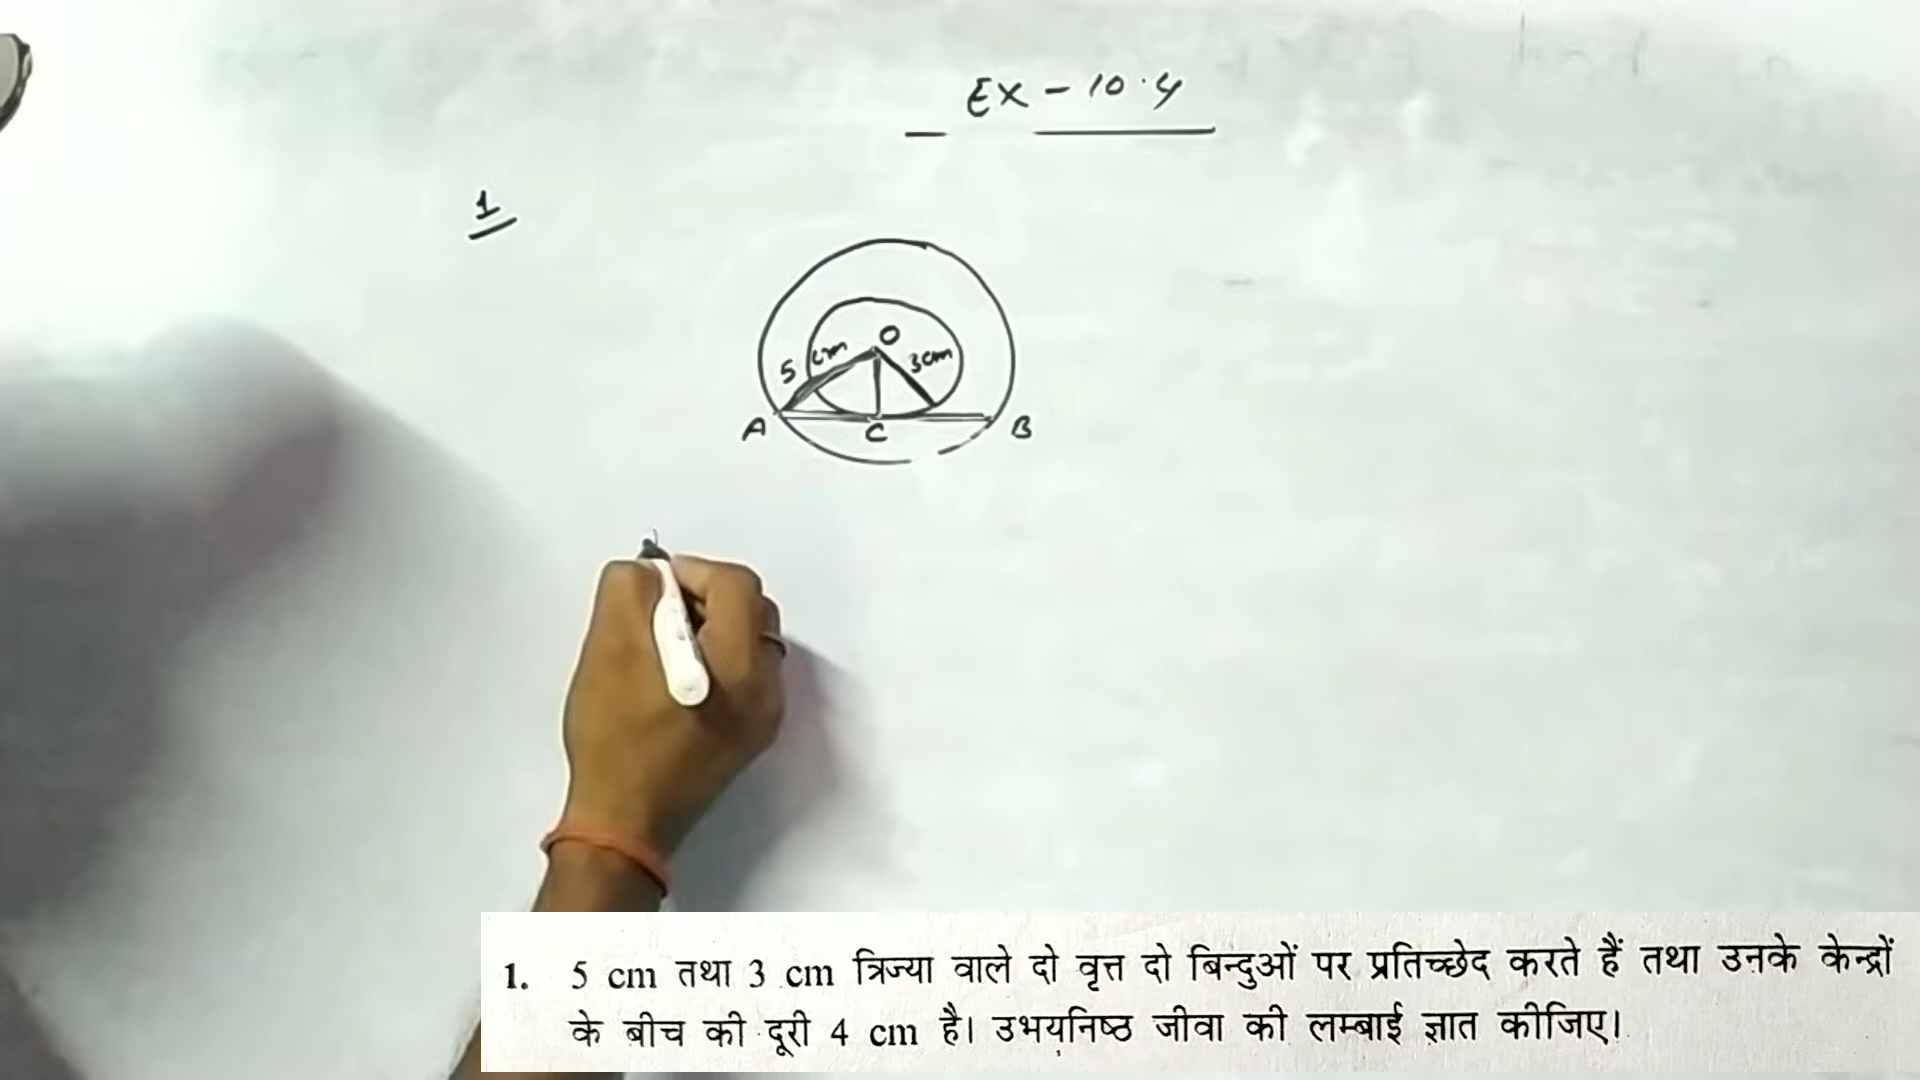 Ex - 10.4
1
O
5 cm
3cm
A
C
B
1. 5 cm तथा 3 cm त्रिज्या वाले दो वृत्त दो बिन्दुओं पर प्रतिच्छेद करते हैं तथा उनके केन्द्रों
के बीच की दूरी 4 cm है। उभयनिष्ठ जीवा की लम्बाई ज्ञात कीजिए।